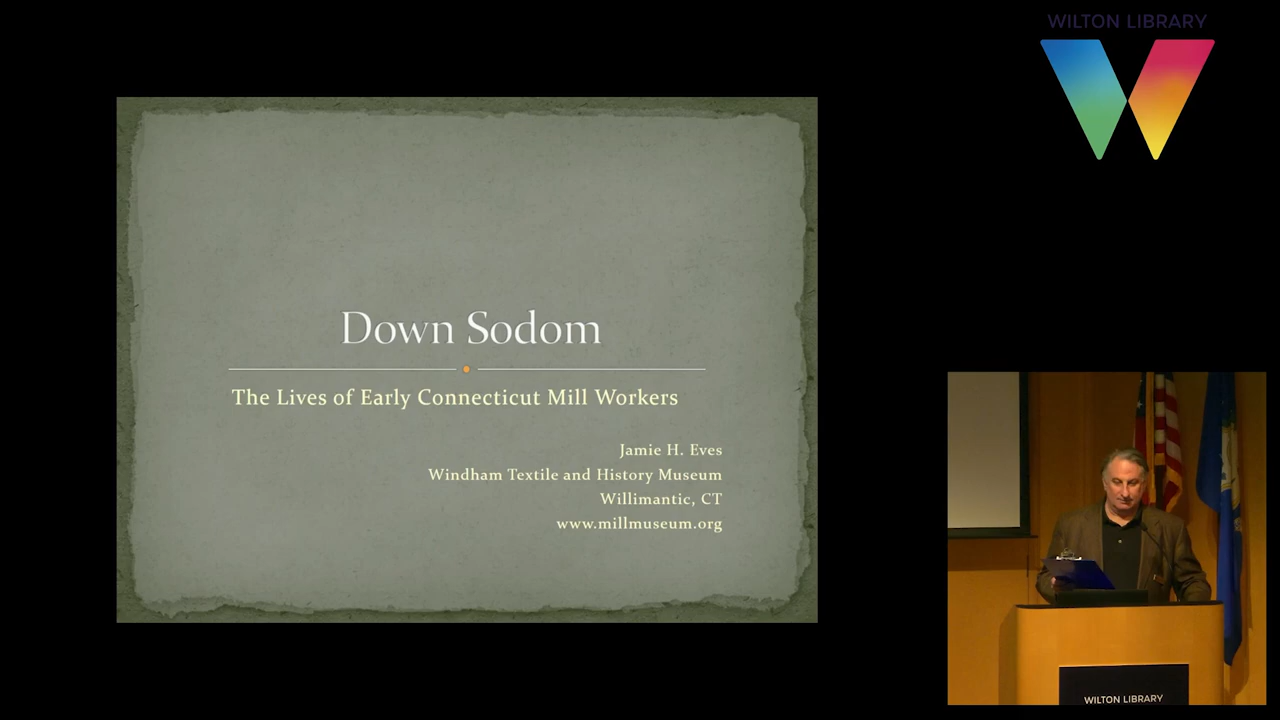 WILTON LIBRARY
Down Sodom
The Lives of Early Connecticut Mill Workers
Jamie H. Eves
Windham Textile and History Museum
Willimantic, CT
www.millmuseum.org
WILTON LIBRARY